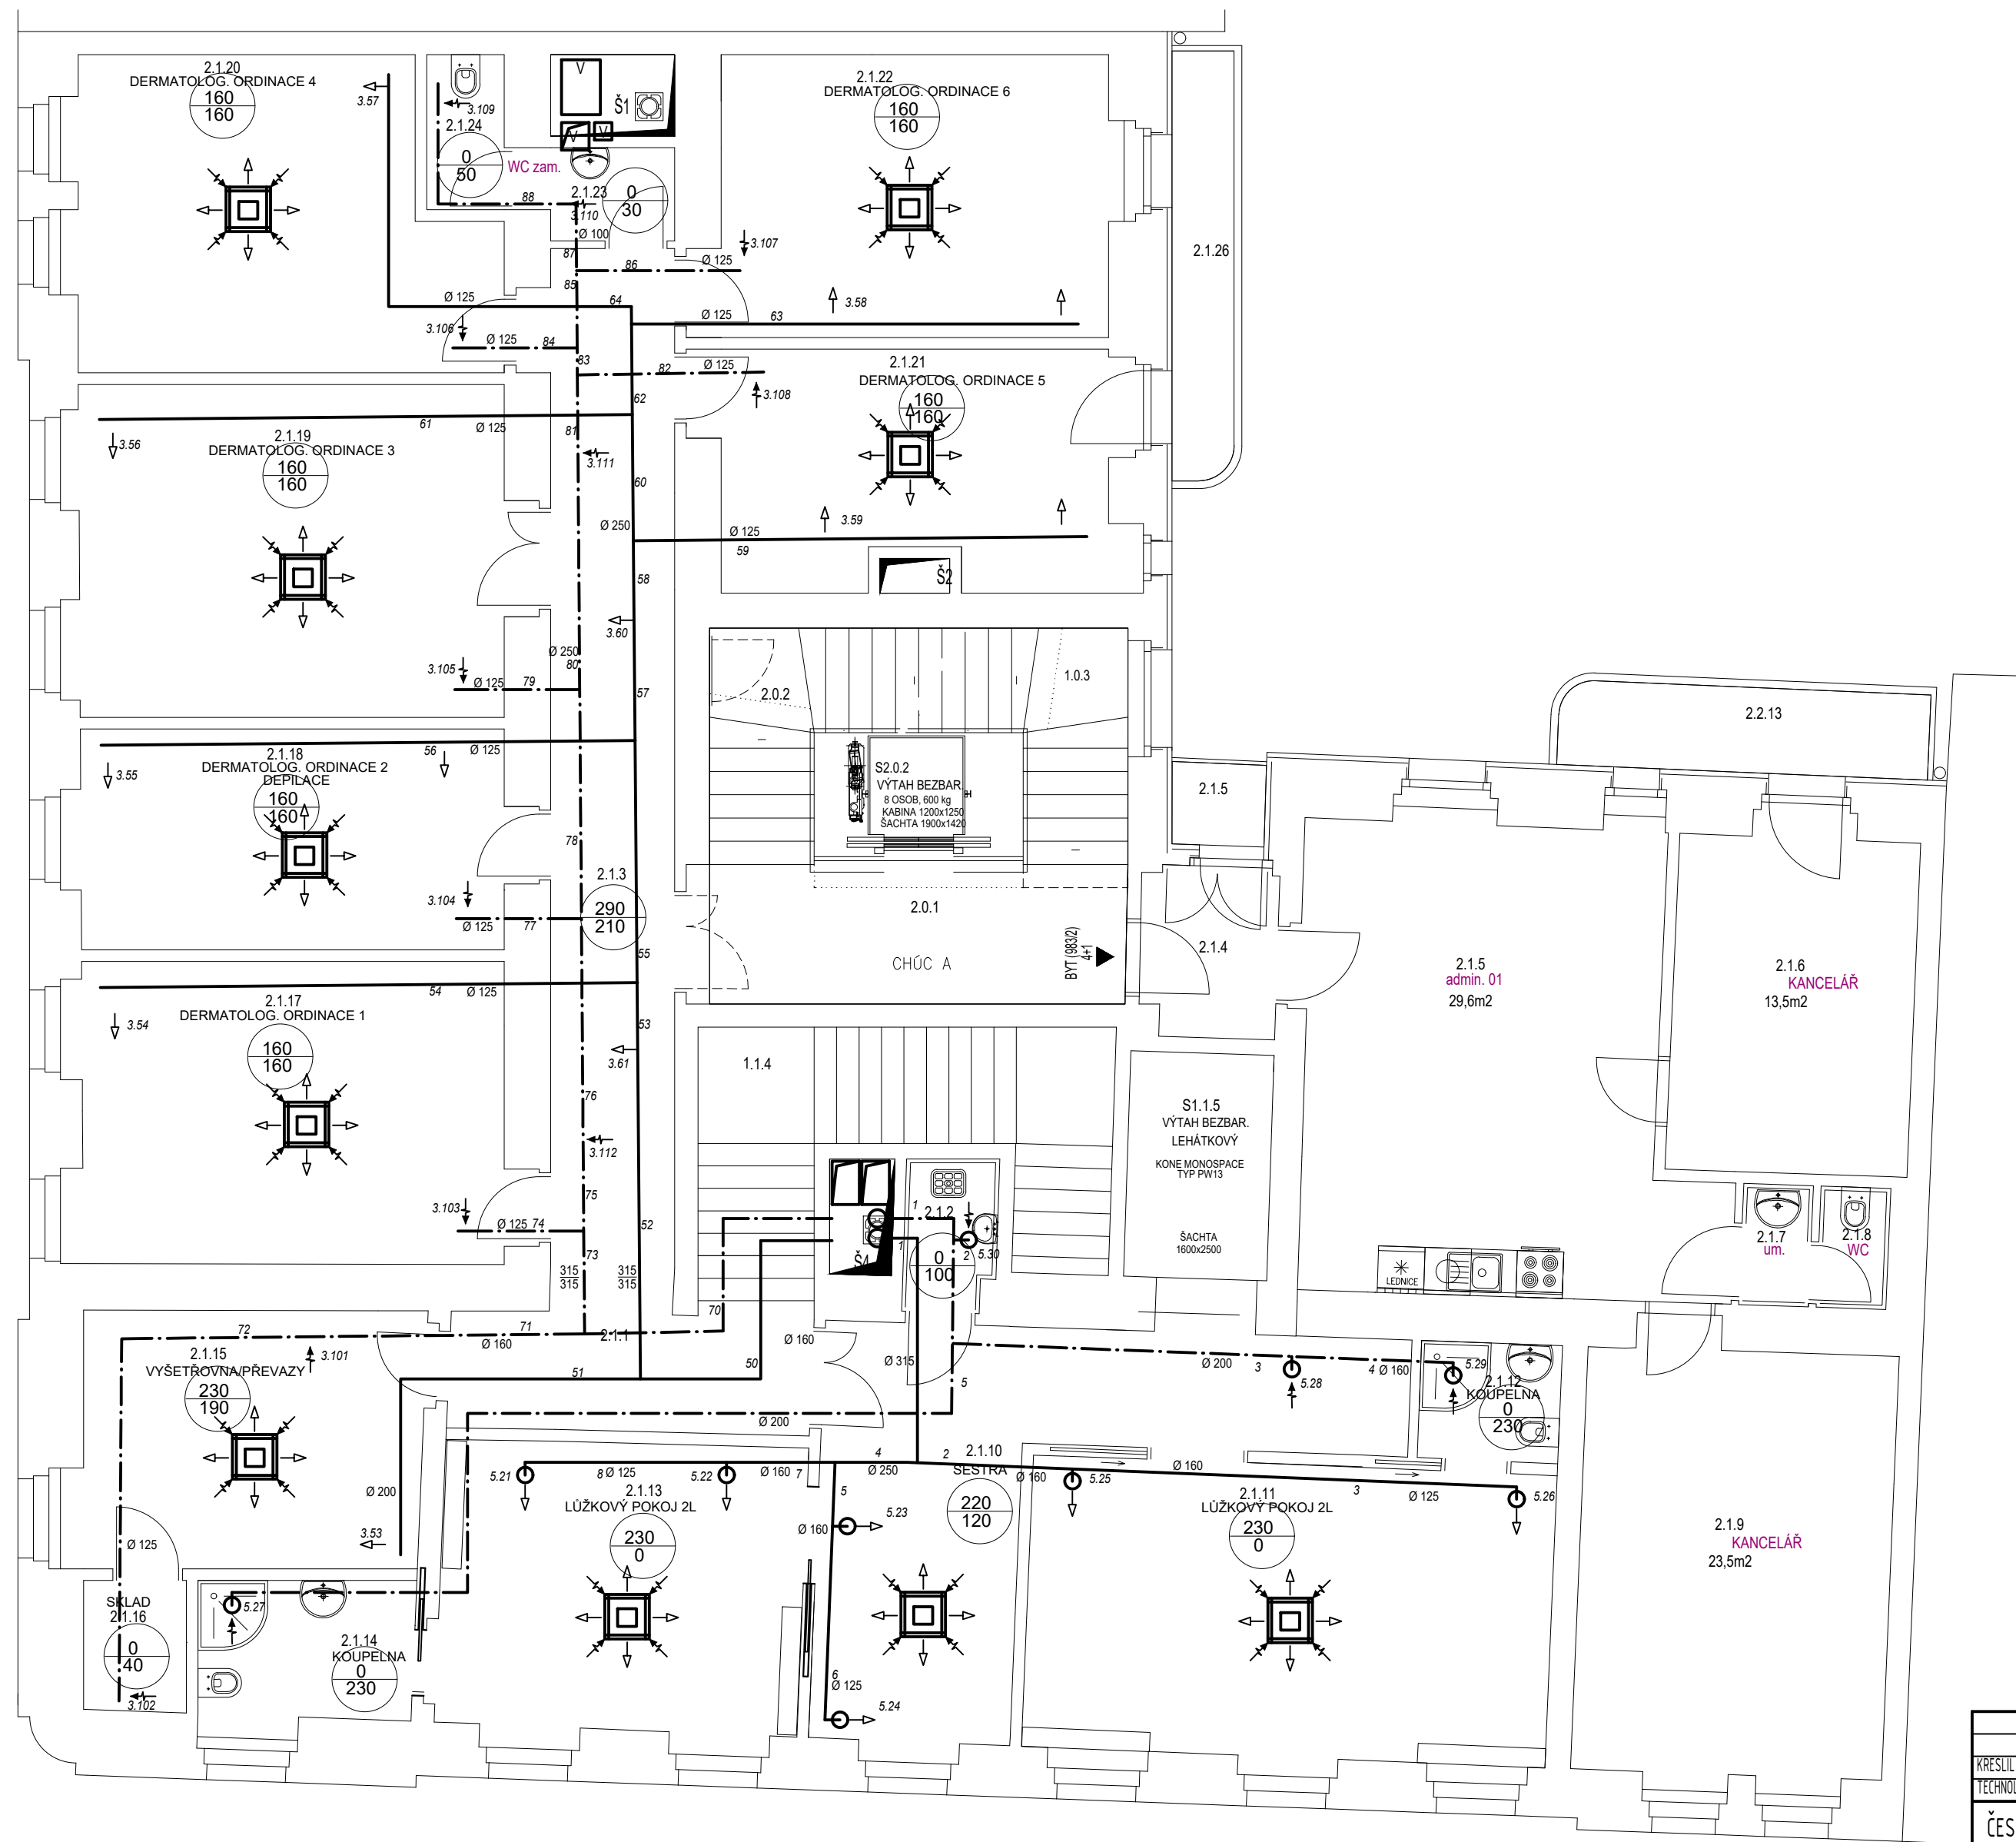 2.1.20
DERMATOLOG. ORDINACE 4
160
160
3.57
3.109
2.1.24
0
50
WC zam.
88
V
V
V
Š1
2.1.23
0
30
3.110
Ø 100
87
2.1.22
DERMATOLOG. ORDINACE 6
160
160
3.107
86
Ø 125
85
2.1.26
Ø 125
64
3.58
Ø 125
63
3.106
Ø 125
84
83
82
Ø 125
3.108
2.1.21
DERMATOLOG. ORDINACE 5
160
160
62
61
Ø 125
81
3.56
2.1.19
DERMATOLOG. ORDINACE 3
160
160
3.111
60
Ø 250
Ø 125
59
3.59
Š2
58
3.60
Ø 250
80
3.105
Ø 125
79
57
2.0.2
1.0.3
2.2.13
56
Ø 125
3.55
2.1.18
DERMATOLOG. ORDINACE 2
DEPILACE
160
160
S2.0.2
VÝTAH BEZBAR.
8 OSOB, 600 kg
KABINA 1200x1250
ŠACHTA 1900x1420
2.1.5
78
2.1.3
290
210
3.104
Ø 125
77
2.0.1
CHÚC A
BYT (983/2)
4+1
2.1.4
55
2.1.5
admin. 01
29,6m2
2.1.6
KANCELÁŘ
13,5m2
54
Ø 125
3.54
2.1.17
DERMATOLOG. ORDINACE 1
160
160
53
3.61
1.1.4
76
3.112
S1.1.5
VÝTAH BEZBAR.
LEHÁTKOVÝ
KONE MONOSPACE
TYP PW13
ŠACHTA
1600x2500
75
3.103
Ø 125
74
73
52
315
315
315
315
1
2.1.2
1
2
5.30
0
100
Š4
2.1.7
um.
2.1.8
WC
LEDNICE
70
72
71
Ø 160
2.1.1
Ø 160
3.101
2.1.15
VYŠETŘOVNA/PŘEVAZY
230
190
51
50
Ø 315
5
Ø 200
3
5.28
4
Ø 160
5.29
2.1.12
KOUPELNA
0
230
Ø 200
4
2
2.1.10
SESTRA
220
120
Ø 250
5.21
8
Ø 125
5.22
Ø 160
7
2.1.13
LŮŽKOVÝ POKOJ 2L
230
0
5
5.23
Ø 160
Ø 160
5.25
Ø 160
3
Ø 125
5.26
2.1.11
LŮŽKOVÝ POKOJ 2L
230
0
2.1.9
KANCELÁŘ
23,5m2
Ø 200
3.53
Ø 125
SKLAD
2.1.16
0
40
3.102
5.27
2.1.14
KOUPELNA
0
230
6
Ø 125
5.24
KRESLIL
TECHNOL
ČES